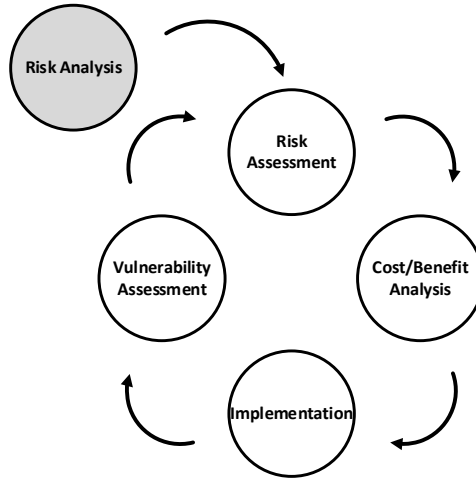 Risk Analysis
Risk
Assessment
Vulnerability
Assessment
Cost/Benefit
Analysis
Implementation